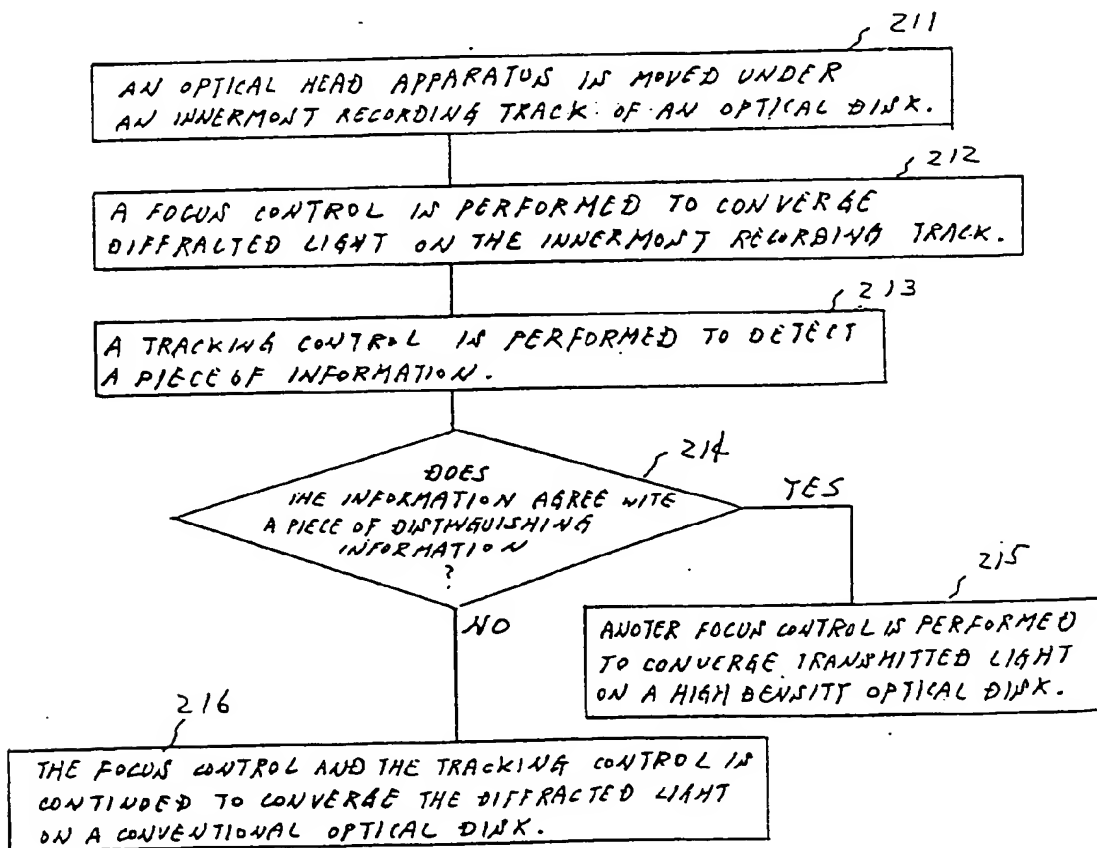 211
AN OPTICAL HEAD APPARATUS IS MOVED UNDER
AN INNERMOST RECORDING TRACK OF AN OPTICAL DISK.
212
A FOCUS CONTROL IS PERFORMED TO CONVERGE
DIFFRACTED LIGHT ON THE INNERMOST RECORDING TRACK.
213
A TRACKING CONTROL IS PERFORMED TO DETECT
A PIECE OF INFORMATION.
214
DOES
THE INFORMATION AGREE WITE
A PIECE OF DISTINGUISHING
INFORMATION
?
YES
215
NO
ANOTER FOCUS CONTROL IS PERFORMED
TO CONVERGE TRANSMITTED LIGHT
ON A HIGH DENSITT OPTICAL DISK.
216
THE FOCUS CONTROL AND THE TRACKING CONTROL IS
CONTINUED TO CONVERGE THE DIFFRACTED LIGHT
ON A CONVENTIONAL OPTICAL DISK.